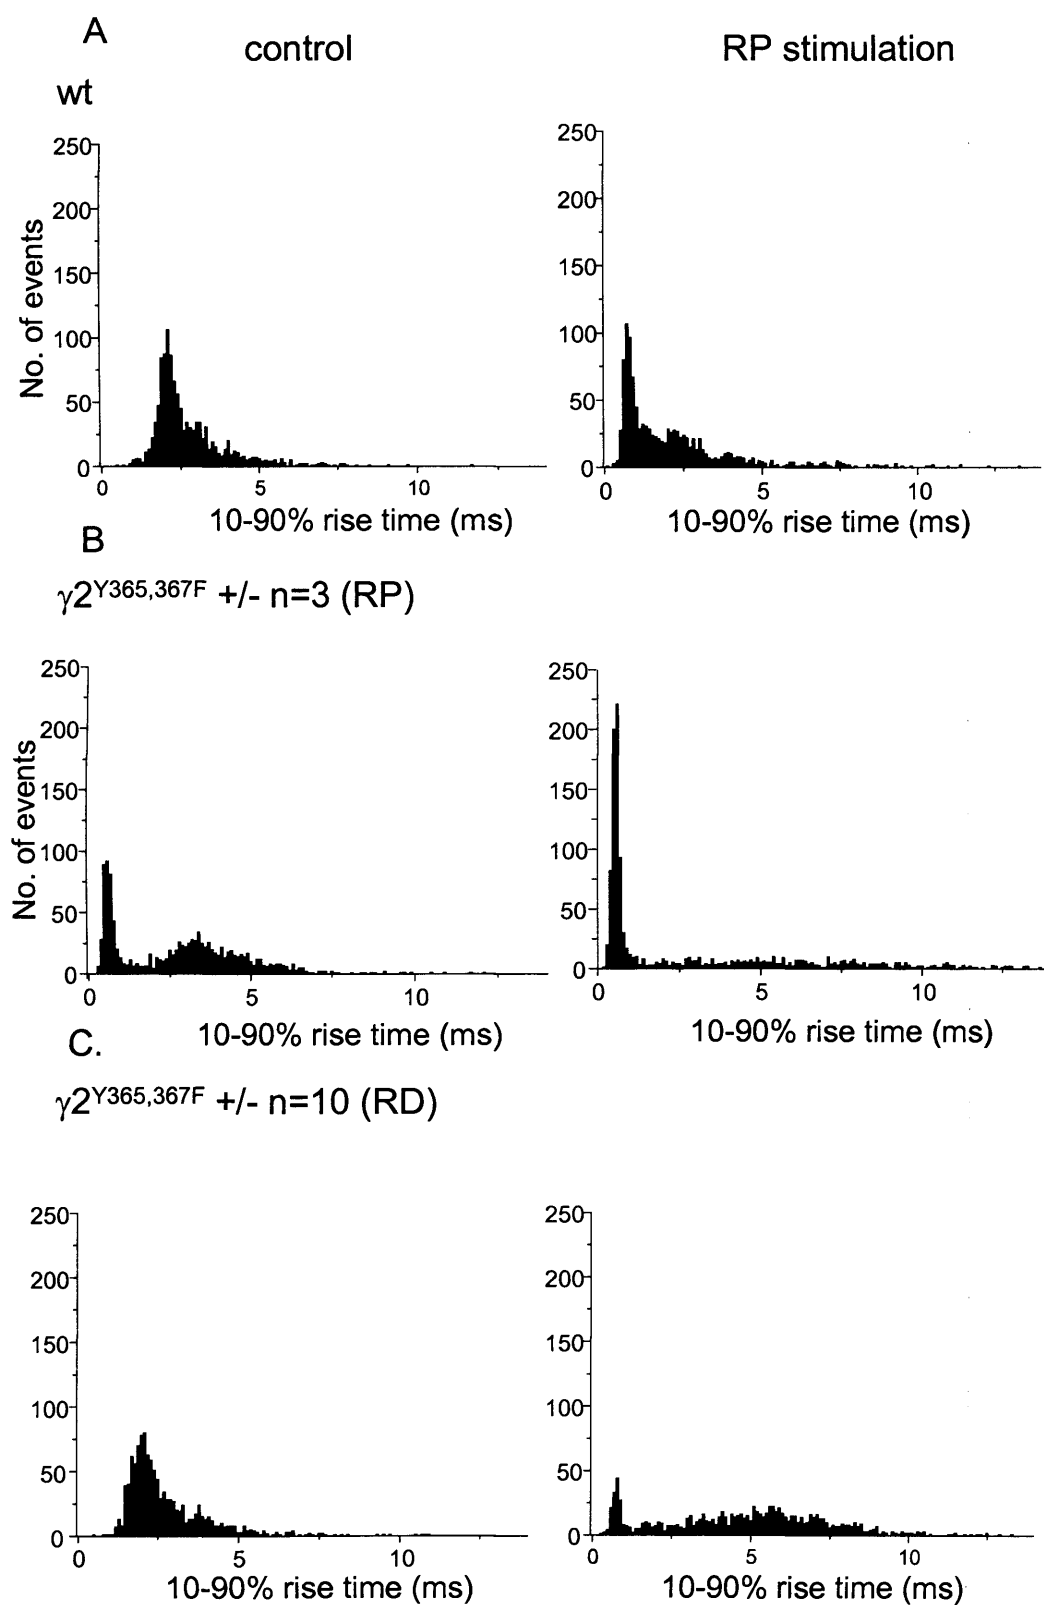 A
control
RP stimulation
wt
250
200
150
100
50
0
No. of events
0 5 10
10-90% rise time (ms)
250
200
150
100
50
0
0 5 10
10-90% rise time (ms)
B
γ2Y365,367F +/- n=3 (RP)
250
200
150
100
50
0
No. of events
0 5 10
10-90% rise time (ms)
250
200
150
100
50
0
0 5 10
10-90% rise time (ms)
C.
γ2Y365,367F +/- n=10 (RD)
250
200
150
100
50
0
0 5 10
10-90% rise time (ms)
250
200
150
100
50
0
0 5 10
10-90% rise time (ms)